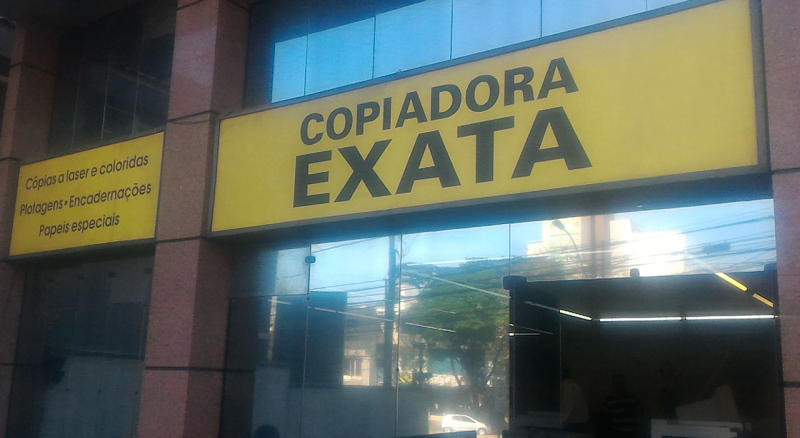 Cópias a laser e coloridas
Plotagens • Encadernações
Papeis especiais
COPIADORA
EXATA